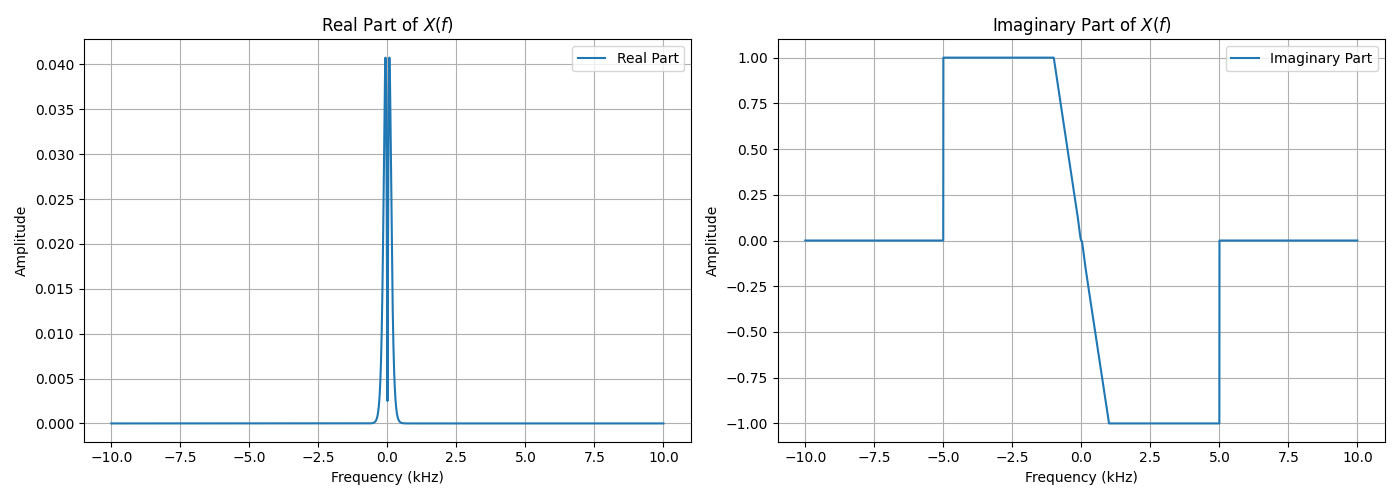 Real Part of X(f)
Real Part
0.040
0.035
0.030
0.025
0.020
0.015
0.010
0.005
0.000
Amplitude
−10.0 −7.5 −5.0 −2.5 0.0 2.5 5.0 7.5 10.0
Frequency (kHz)
Imaginary Part of X(f)
Imaginary Part
1.00
0.75
0.50
0.25
0.00
−0.25
−0.50
−0.75
−1.00
Amplitude
−10.0 −7.5 −5.0 −2.5 0.0 2.5 5.0 7.5 10.0
Frequency (kHz)